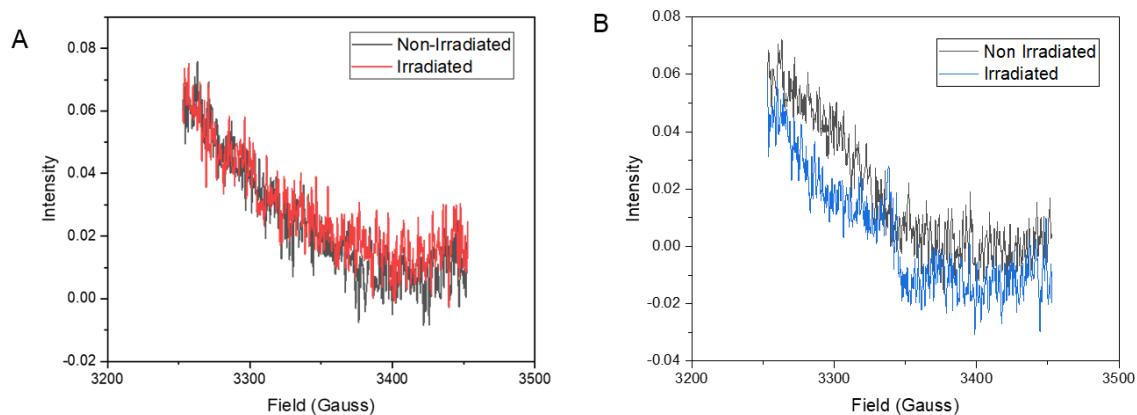 A
0.08
0.06
0.04
0.02
0.00
-0.02
3200
3300
3400
3500
Intensity
Field (Gauss)
Non-Irradiated
Irradiated
B
0.08
0.06
0.04
0.02
0.00
-0.02
-0.04
3200
3300
3400
3500
Intensity
Field (Gauss)
Non Irradiated
Irradiated